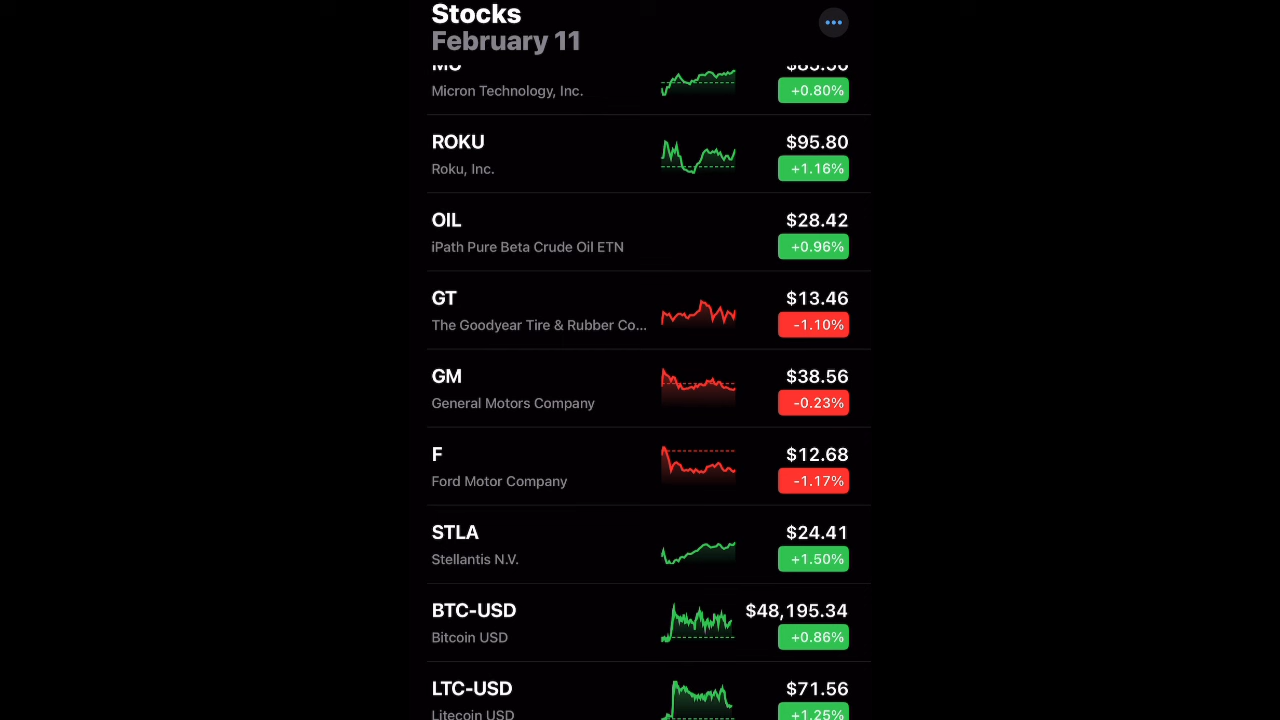 Stocks
February 11
MU
Micron Technology, Inc.
+0.80%
ROKU
$95.80
Roku, Inc.
+1.16%
OIL
$28.42
iPath Pure Beta Crude Oil ETN
+0.96%
GT
$13.46
The Goodyear Tire & Rubber Co...
-1.10%
GM
$38.56
General Motors Company
-0.23%
F
$12.68
Ford Motor Company
-1.17%
STLA
$24.41
Stellantis N.V.
+1.50%
BTC-USD
$48,195.34
Bitcoin USD
+0.86%
LTC-USD
$71.56
Litecoin USD
+1.25%